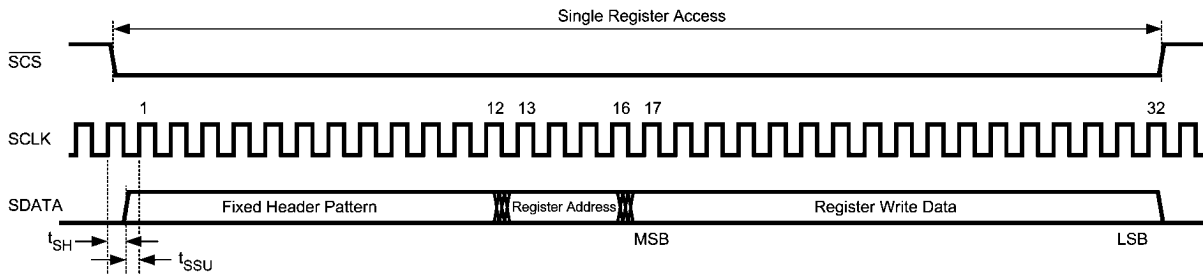 Single Register Access
SCS
1 12 13 16 17 32
SCLK
SDATA Fixed Header Pattern Register Address Register Write Data
tSH MSB LSB
tSSU